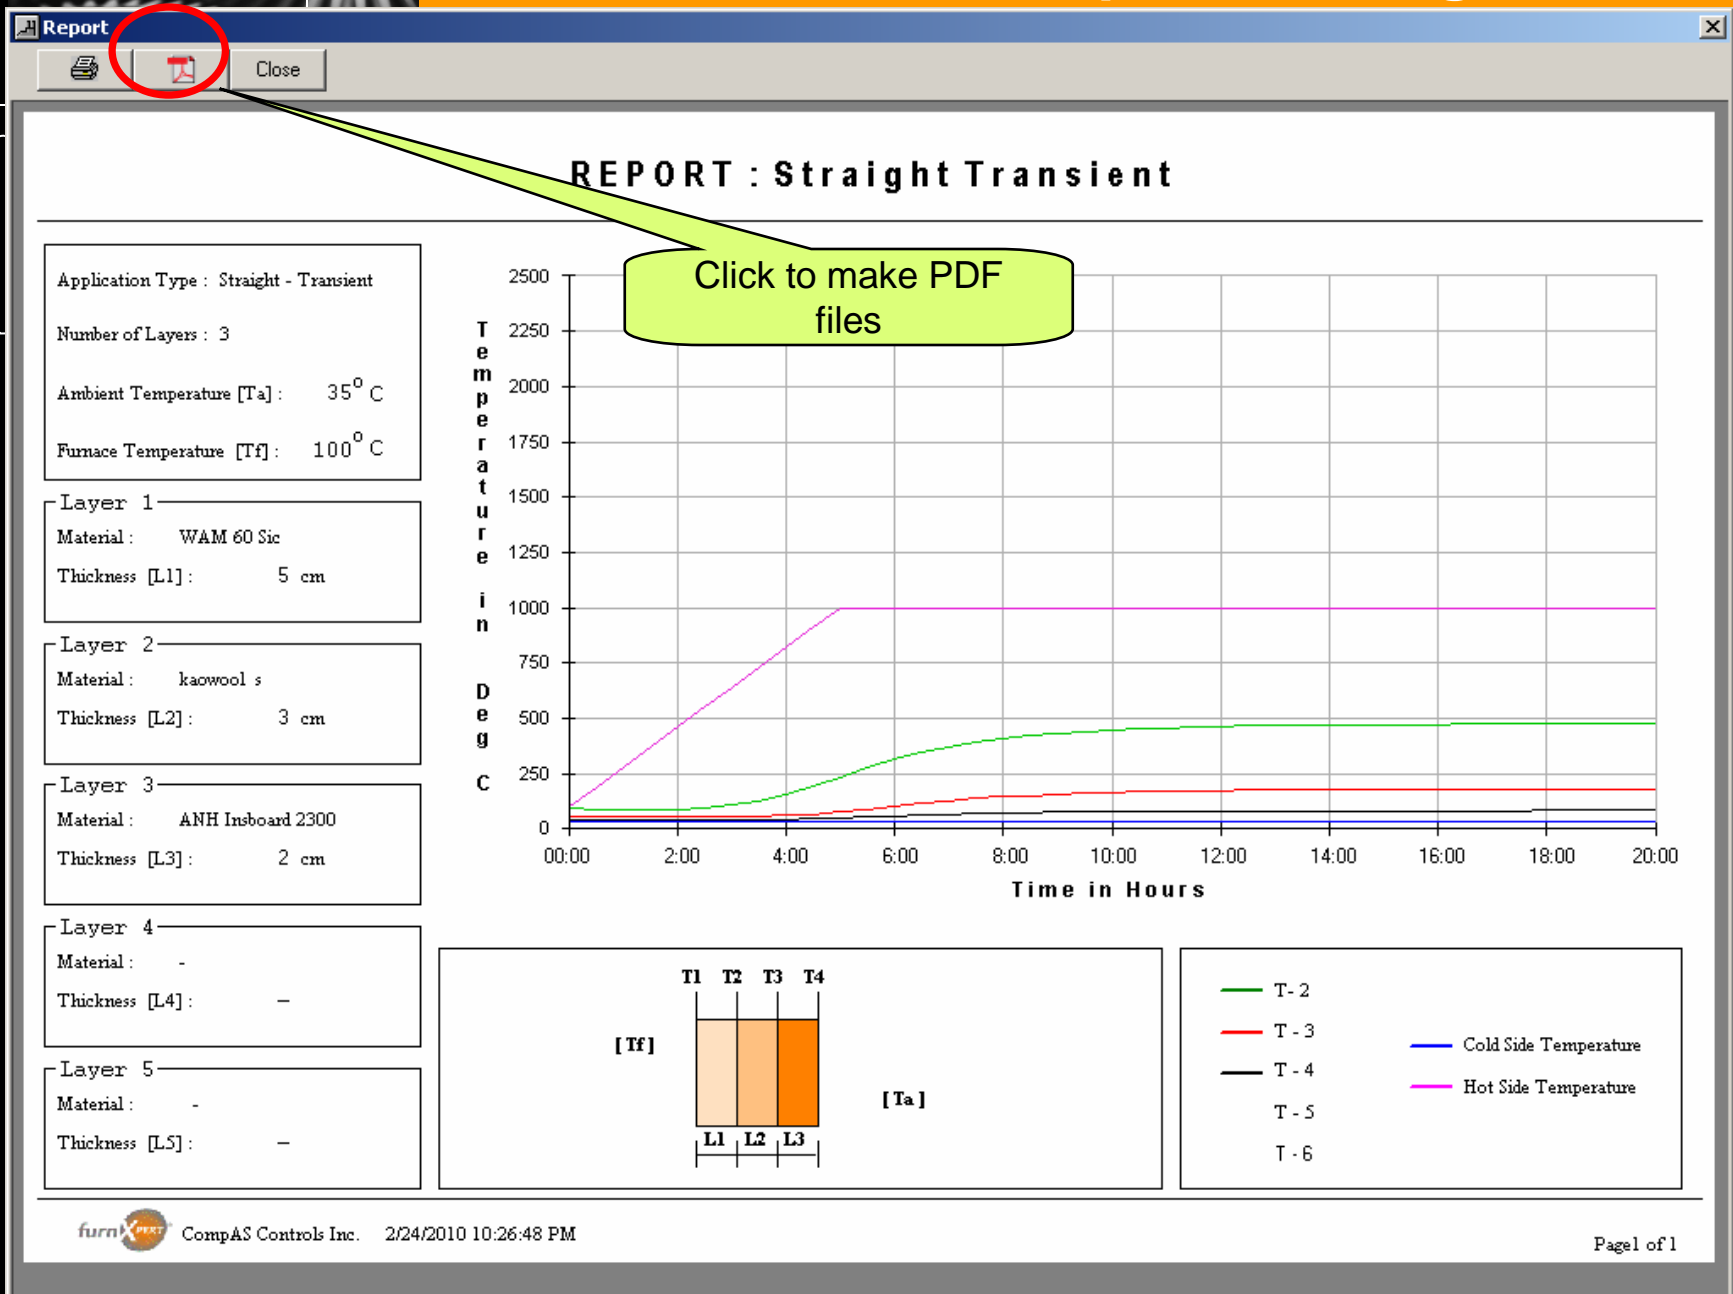 Report
Close
REPORT : Straight Transient
Click to make PDF
files
Application Type : Straight - Transient
Number of Layers : 3
Ambient Temperature [Ta] : 35° C
Furnace Temperature [Tf] : 100° C
Layer 1
Material : WAM 60 Sic
Thickness [L1] : 5 cm
Layer 2
Material : kaowool s
Thickness [L2] : 3 cm
Layer 3
Material : ANH Insboard 2300
Thickness [L3] : 2 cm
Layer 4
Material : -
Thickness [L4] : –
Layer 5
Material : -
Thickness [L5] : –
Temperature in Deg C
2500
2250
2000
1750
1500
1250
1000
750
500
250
0
00:00 2:00 4:00 6:00 8:00 10:00 12:00 14:00 16:00 18:00 20:00
Time in Hours
T1 T2 T3 T4
[Tf]
[Ta]
L1 L2 L3
T- 2
T - 3
T - 4
T - 5
T - 6
Cold Side Temperature
Hot Side Temperature
furnXPERT CompAS Controls Inc. 2/24/2010 10:26:48 PM
Page1 of 1